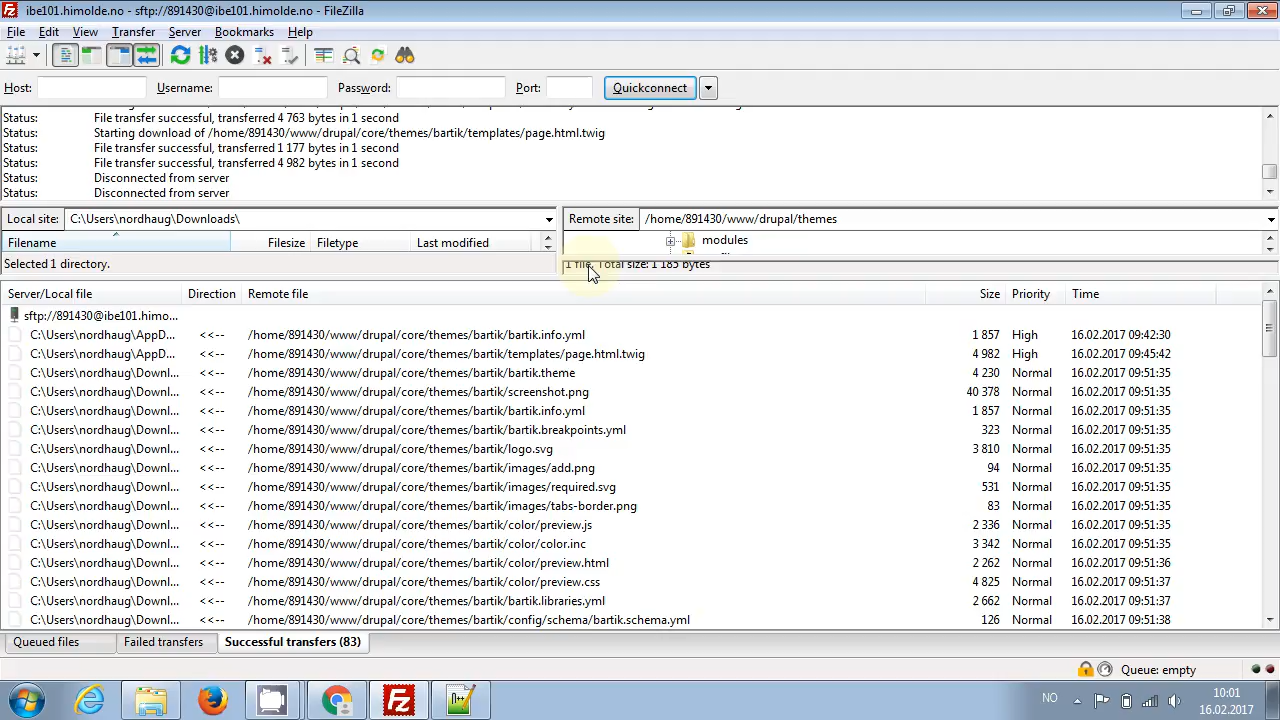 ibe101.himolde.no - sftp://891430@ibe101.himolde.no - FileZilla
File Edit View Transfer Server Bookmarks Help
Host: Username: Password: Port: Quickconnect
Status: File transfer successful, transferred 4 763 bytes in 1 second
Status: Starting download of /home/891430/www/drupal/core/themes/bartik/templates/page.html.twig
Status: File transfer successful, transferred 1 177 bytes in 1 second
Status: File transfer successful, transferred 4 982 bytes in 1 second
Status: Disconnected from server
Status: Disconnected from server
Local site: C:\Users\nordhaug\Downloads\
Remote site: /home/891430/www/drupal/themes
Filename Filesize Filetype Last modified
modules
Selected 1 directory.
1 file. Total size: 1 185 bytes
Server/Local file Direction Remote file Size Priority Time
sftp://891430@ibe101.himo...
C:\Users\nordhaug\AppD... <<-- /home/891430/www/drupal/core/themes/bartik/bartik.info.yml 1 857 High 16.02.2017 09:42:30
C:\Users\nordhaug\AppD... <<-- /home/891430/www/drupal/core/themes/bartik/templates/page.html.twig 4 982 High 16.02.2017 09:45:42
C:\Users\nordhaug\Downl... <<-- /home/891430/www/drupal/core/themes/bartik/bartik.theme 4 230 Normal 16.02.2017 09:51:35
C:\Users\nordhaug\Downl... <<-- /home/891430/www/drupal/core/themes/bartik/screenshot.png 40 378 Normal 16.02.2017 09:51:35
C:\Users\nordhaug\Downl... <<-- /home/891430/www/drupal/core/themes/bartik/bartik.info.yml 1 857 Normal 16.02.2017 09:51:35
C:\Users\nordhaug\Downl... <<-- /home/891430/www/drupal/core/themes/bartik/bartik.breakpoints.yml 323 Normal 16.02.2017 09:51:35
C:\Users\nordhaug\Downl... <<-- /home/891430/www/drupal/core/themes/bartik/logo.svg 3 810 Normal 16.02.2017 09:51:35
C:\Users\nordhaug\Downl... <<-- /home/891430/www/drupal/core/themes/bartik/images/add.png 94 Normal 16.02.2017 09:51:35
C:\Users\nordhaug\Downl... <<-- /home/891430/www/drupal/core/themes/bartik/images/required.svg 531 Normal 16.02.2017 09:51:35
C:\Users\nordhaug\Downl... <<-- /home/891430/www/drupal/core/themes/bartik/images/tabs-border.png 83 Normal 16.02.2017 09:51:35
C:\Users\nordhaug\Downl... <<-- /home/891430/www/drupal/core/themes/bartik/color/preview.js 2 336 Normal 16.02.2017 09:51:35
C:\Users\nordhaug\Downl... <<-- /home/891430/www/drupal/core/themes/bartik/color/color.inc 3 342 Normal 16.02.2017 09:51:35
C:\Users\nordhaug\Downl... <<-- /home/891430/www/drupal/core/themes/bartik/color/preview.html 2 262 Normal 16.02.2017 09:51:36
C:\Users\nordhaug\Downl... <<-- /home/891430/www/drupal/core/themes/bartik/color/preview.css 4 825 Normal 16.02.2017 09:51:37
C:\Users\nordhaug\Downl... <<-- /home/891430/www/drupal/core/themes/bartik/bartik.libraries.yml 2 662 Normal 16.02.2017 09:51:37
C:\Users\nordhaug\Downl... <<-- /home/891430/www/drupal/core/themes/bartik/config/schema/bartik.schema.yml 126 Normal 16.02.2017 09:51:38
Queued files Failed transfers Successful transfers (83)
Queue: empty
NO 10:01
16.02.2017